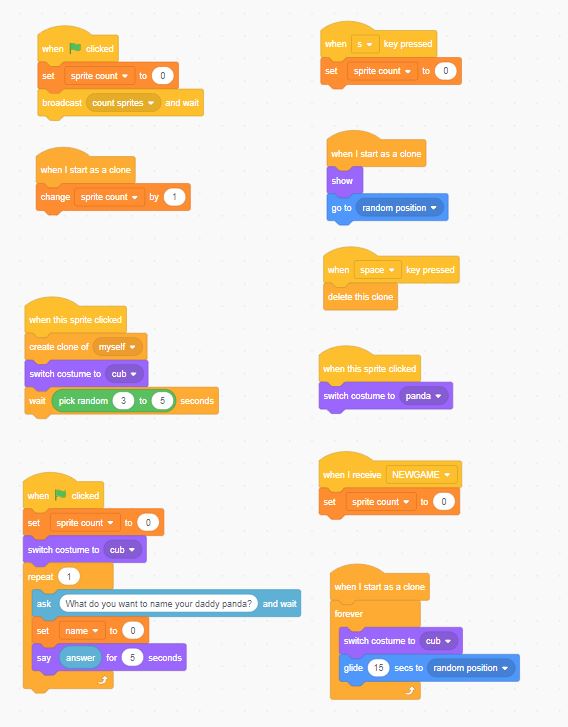 when clicked
set sprite count to 0
broadcast count sprites and wait
when I start as a clone
change sprite count by 1
when this sprite clicked
create clone of myself
switch costume to cub
wait pick random 3 to 5 seconds
when clicked
set sprite count to 0
switch costume to cub
repeat 1
ask What do you want to name your daddy panda? and wait
set name to 0
say answer for 5 seconds
when s key pressed
set sprite count to 0
when I start as a clone
show
go to random position
when space key pressed
delete this clone
when this sprite clicked
switch costume to panda
when I receive NEWGAME
set sprite count to 0
when I start as a clone
forever
switch costume to cub
glide 15 secs to random position